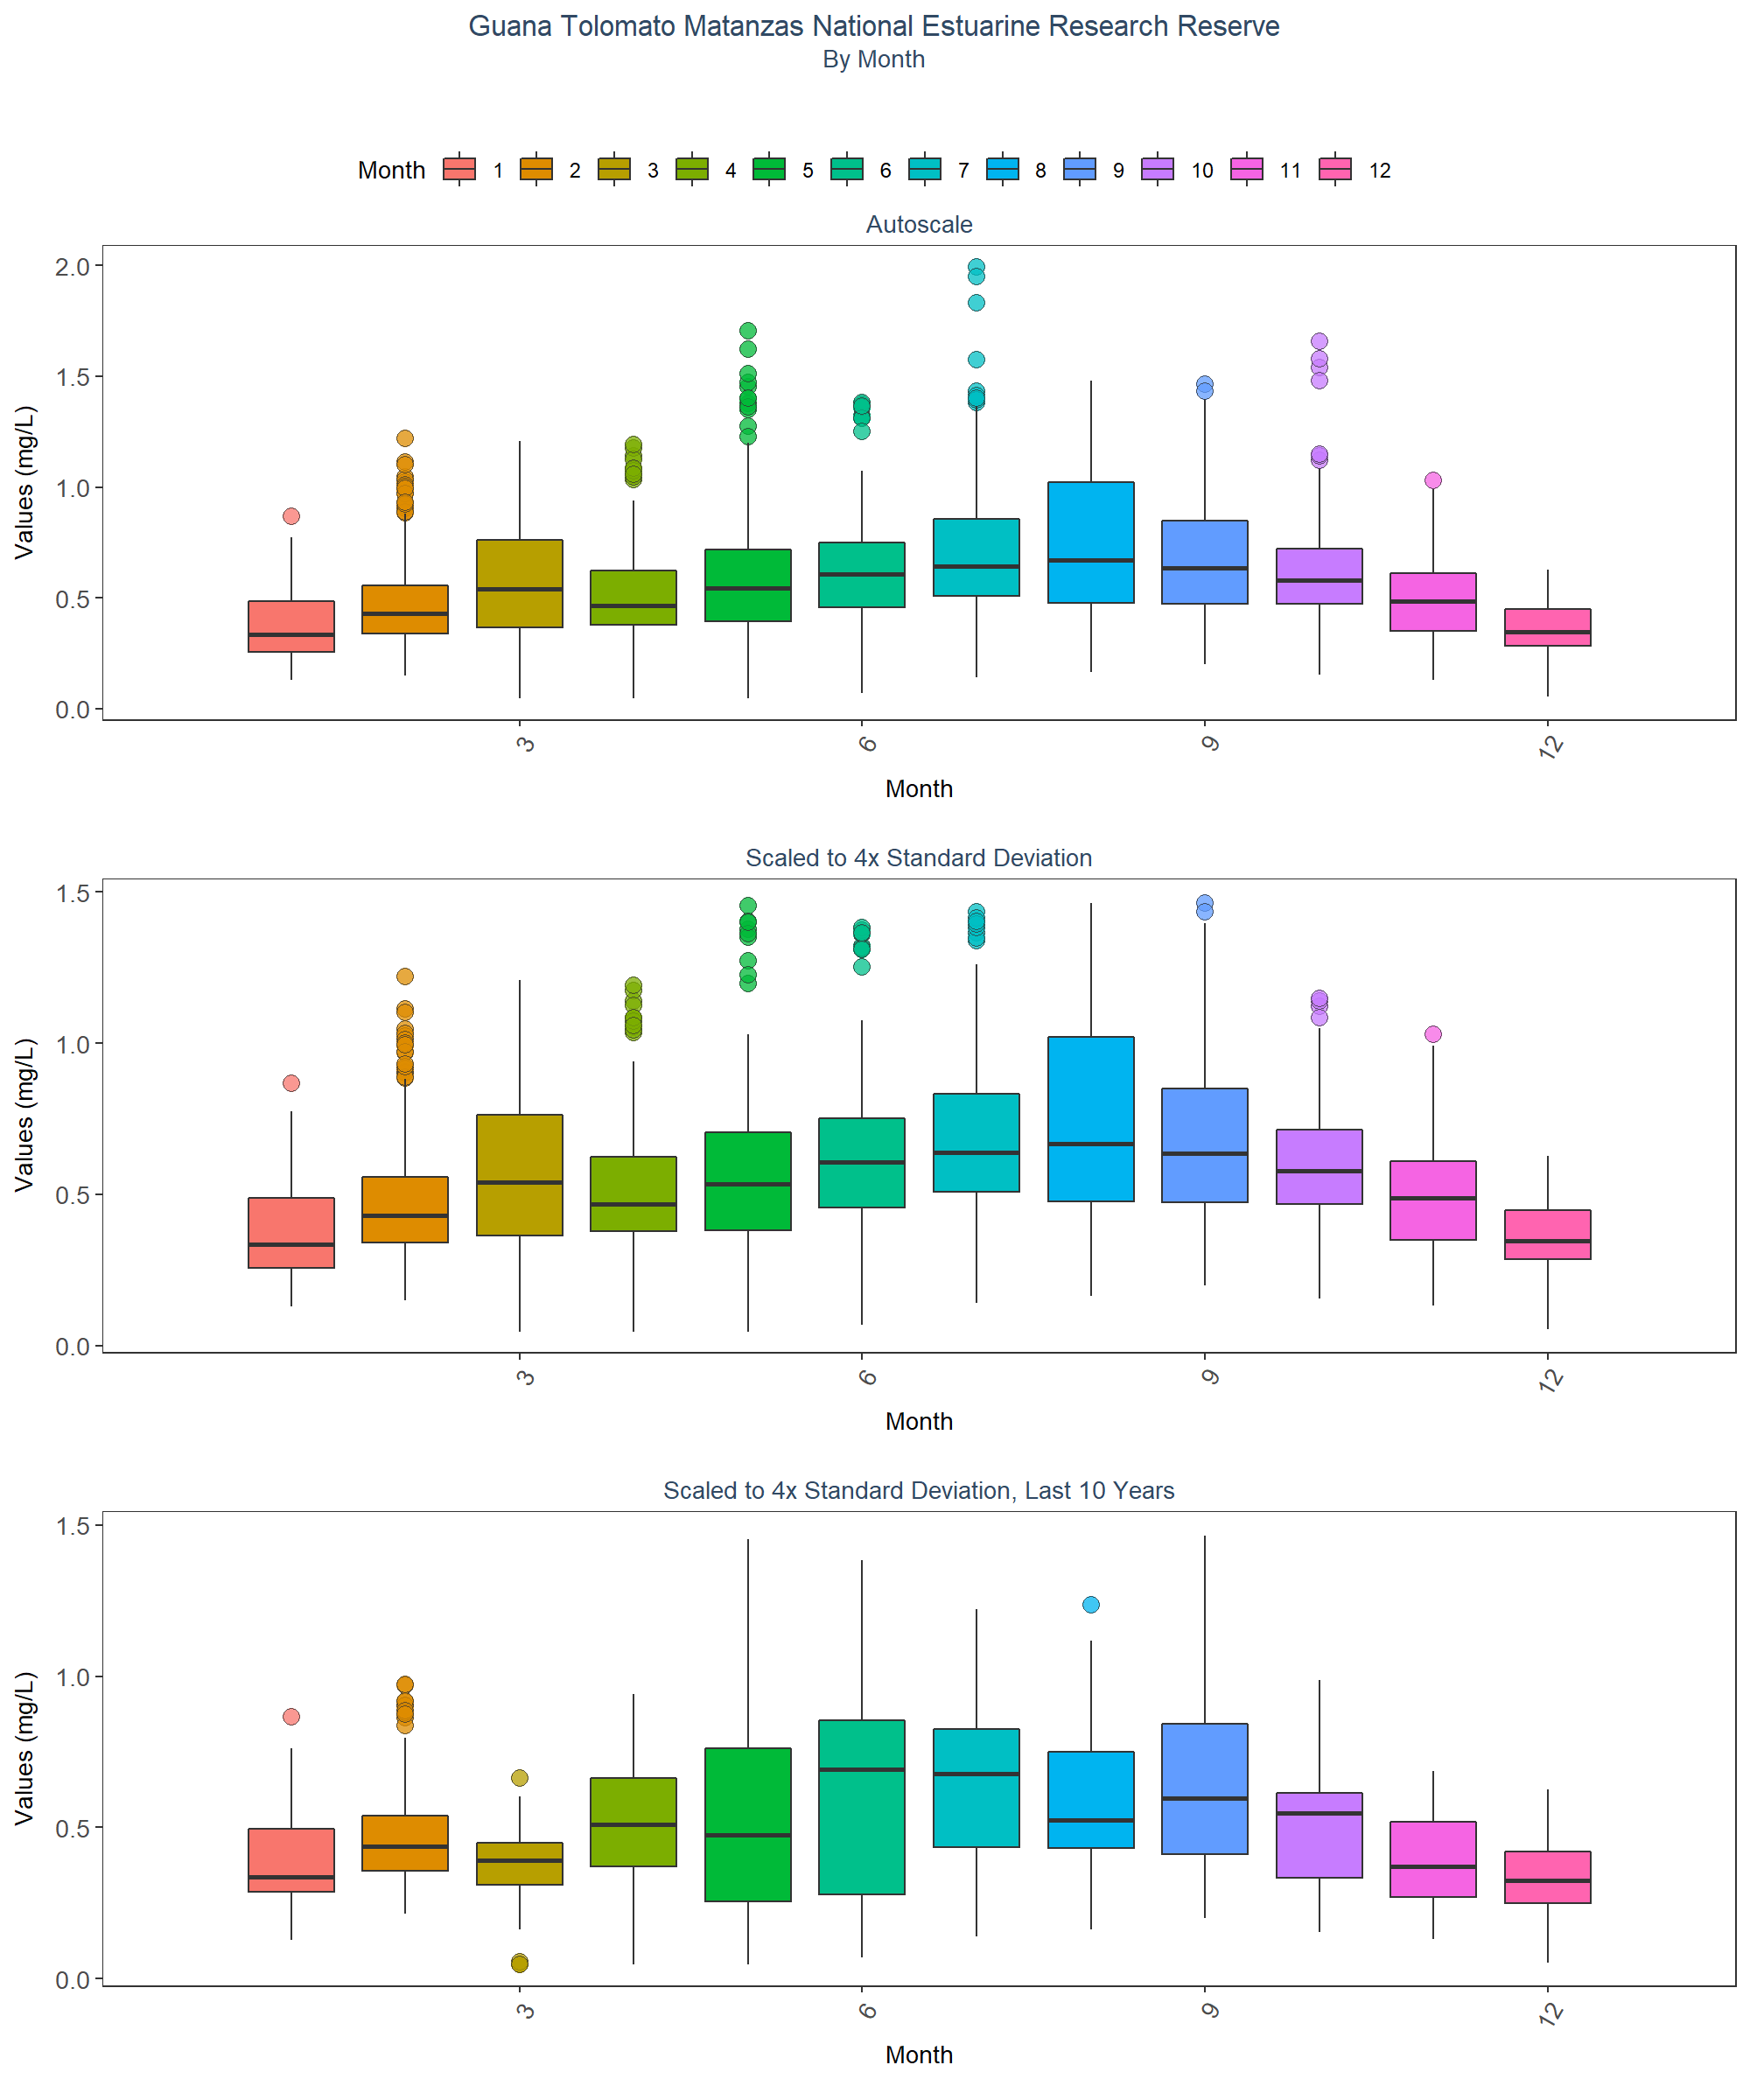 Guana Tolomato Matanzas National Estuarine Research Reserve
By Month
Month 1 2 3 4 5 6 7 8 9 10 11 12
Autoscale
Values (mg/L)
2.0
1.5
1.0
0.5
0.0
3 6 9 12
Month
Scaled to 4x Standard Deviation
Values (mg/L)
1.5
1.0
0.5
0.0
3 6 9 12
Month
Scaled to 4x Standard Deviation, Last 10 Years
Values (mg/L)
1.5
1.0
0.5
0.0
3 6 9 12
Month